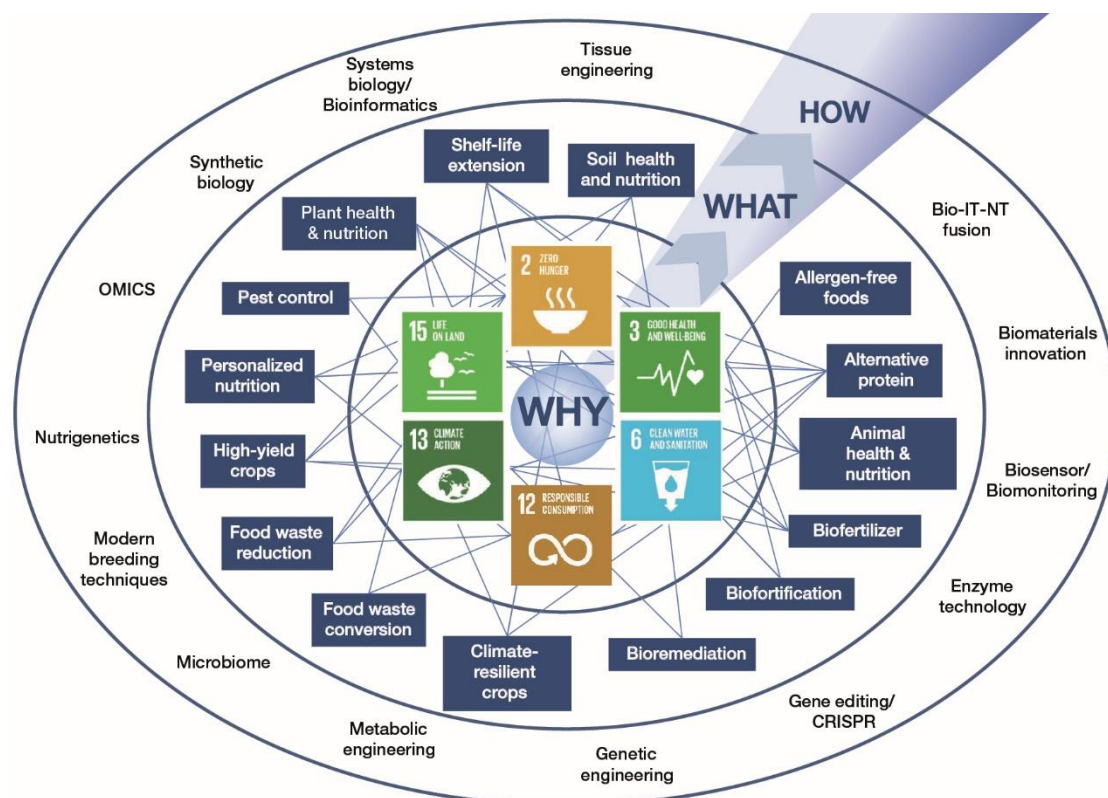 Tissue
engineering
Systems
biology/
Bioinformatics
HOW
Synthetic
biology
Shelf-life
extension
Soil health
and nutrition
WHAT
Bio-IT-NT
fusion
Plant health
& nutrition
OMICS
Pest control
2 ZERO
HUNGER
Allergen-free
foods
15 LIFE
ON LAND
3 GOOD HEALTH
AND WELL-BEING
Biomaterials
innovation
Personalized
nutrition
Alternative
protein
WHY
Nutrigenetics
High-yield
crops
13 CLIMATE
ACTION
6 CLEAN WATER
AND SANITATION
Animal
health &
nutrition
Biosensor/
Biomonitoring
12 RESPONSIBLE
CONSUMPTION
Modern
breeding
techniques
Food waste
reduction
Biofertilizer
Food waste
conversion
Biofortification
Enzyme
technology
Microbiome
Climate-
resilient
crops
Bioremediation
Gene editing/
CRISPR
Metabolic
engineering
Genetic
engineering